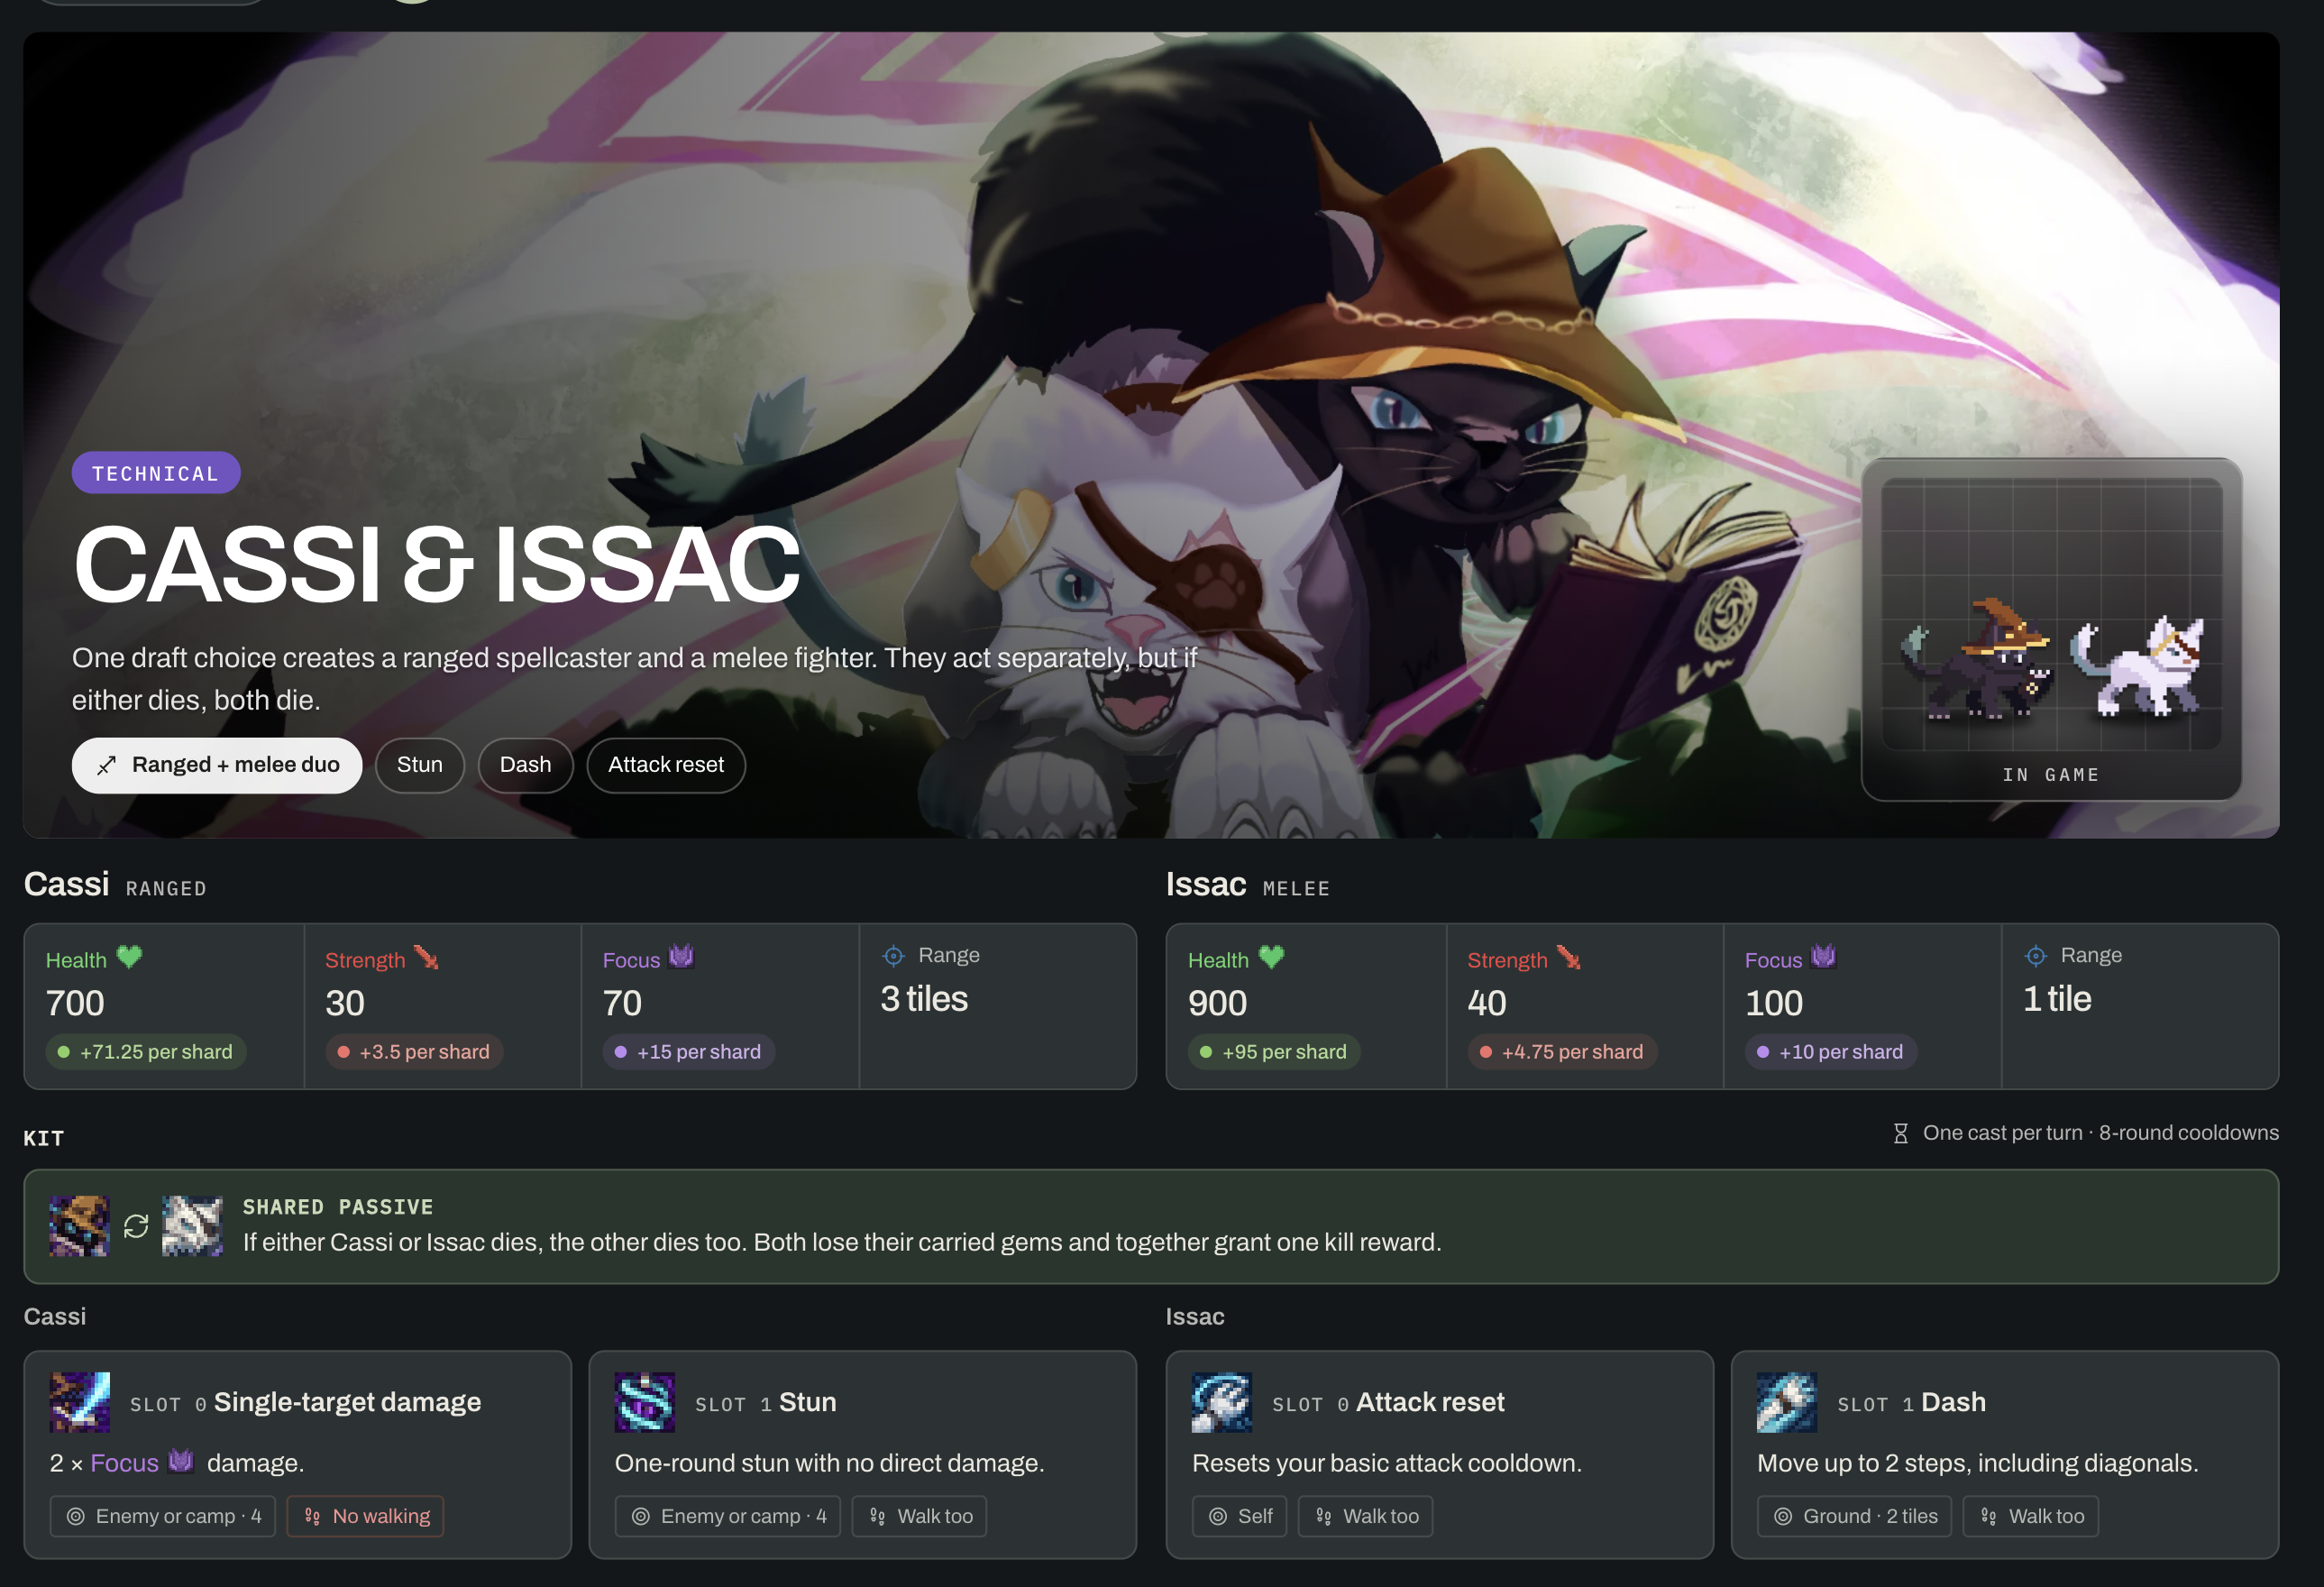 TECHNICAL
CASSI & ISSAC
One draft choice creates a ranged spellcaster and a melee fighter. They act separately, but if
either dies, both die.
Ranged + melee duo
Stun
Dash
Attack reset
IN GAME
Cassi RANGED
Health
700
+71.25 per shard
Strength
30
+3.5 per shard
Focus
70
+15 per shard
Range
3 tiles
Issac MELEE
Health
900
+95 per shard
Strength
40
+4.75 per shard
Focus
100
+10 per shard
Range
1 tile
KIT
One cast per turn · 8-round cooldowns
SHARED PASSIVE
If either Cassi or Issac dies, the other dies too. Both lose their carried gems and together grant one kill reward.
Cassi
SLOT 0 Single-target damage
2 × Focus damage.
Enemy or camp · 4
No walking
SLOT 1 Stun
One-round stun with no direct damage.
Enemy or camp · 4
Walk too
Issac
SLOT 0 Attack reset
Resets your basic attack cooldown.
Self
Walk too
SLOT 1 Dash
Move up to 2 steps, including diagonals.
Ground · 2 tiles
Walk too